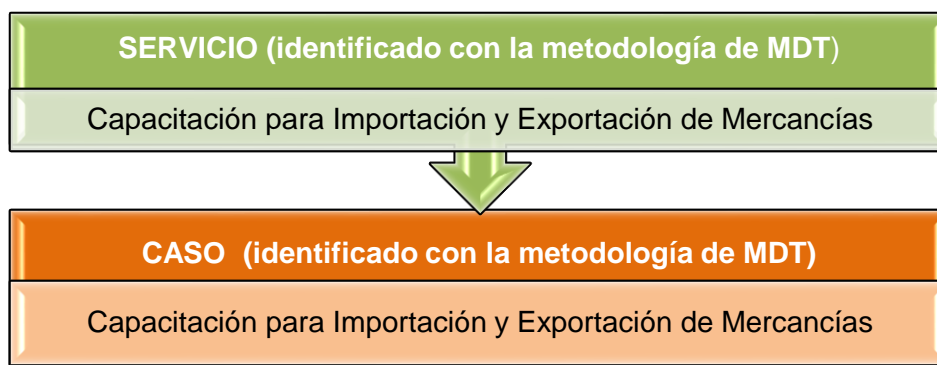 SERVICIO (identificado con la metodología de MDT)
Capacitación para Importación y Exportación de Mercancías
CASO (identificado con la metodología de MDT)
Capacitación para Importación y Exportación de Mercancías